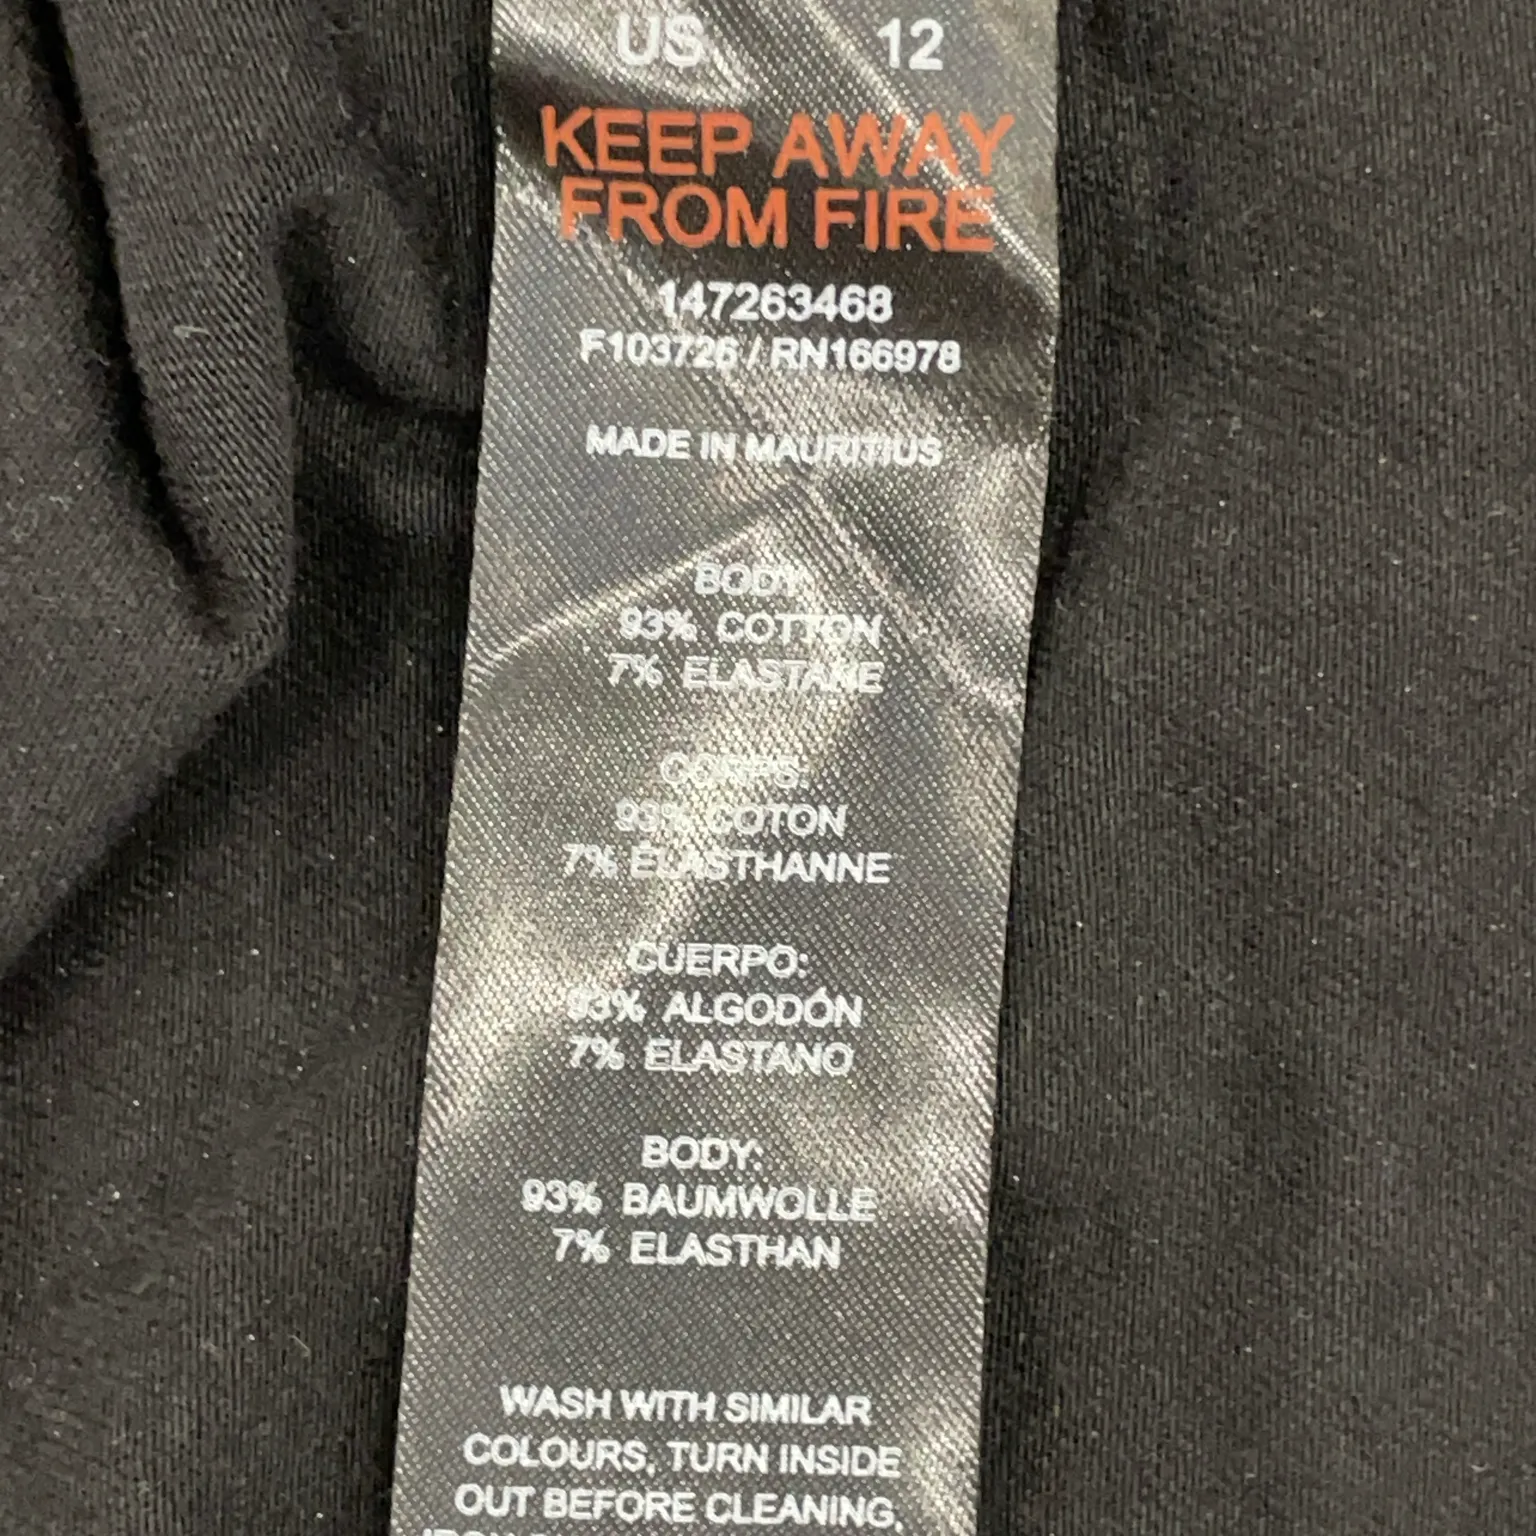 US 12
KEEP AWAY
FROM FIRE
147263468
F103726 / RN166978
MADE IN MAURITIUS
BODY:
93% COTTON
7% ELASTANE
CORPS:
93% COTON
7% ELASTHANNE
CUERPO:
93% ALGODÓN
7% ELASTANO
BODY:
93% BAUMWOLLE
7% ELASTHAN
WASH WITH SIMILAR
COLOURS, TURN INSIDE
OUT BEFORE CLEANING,